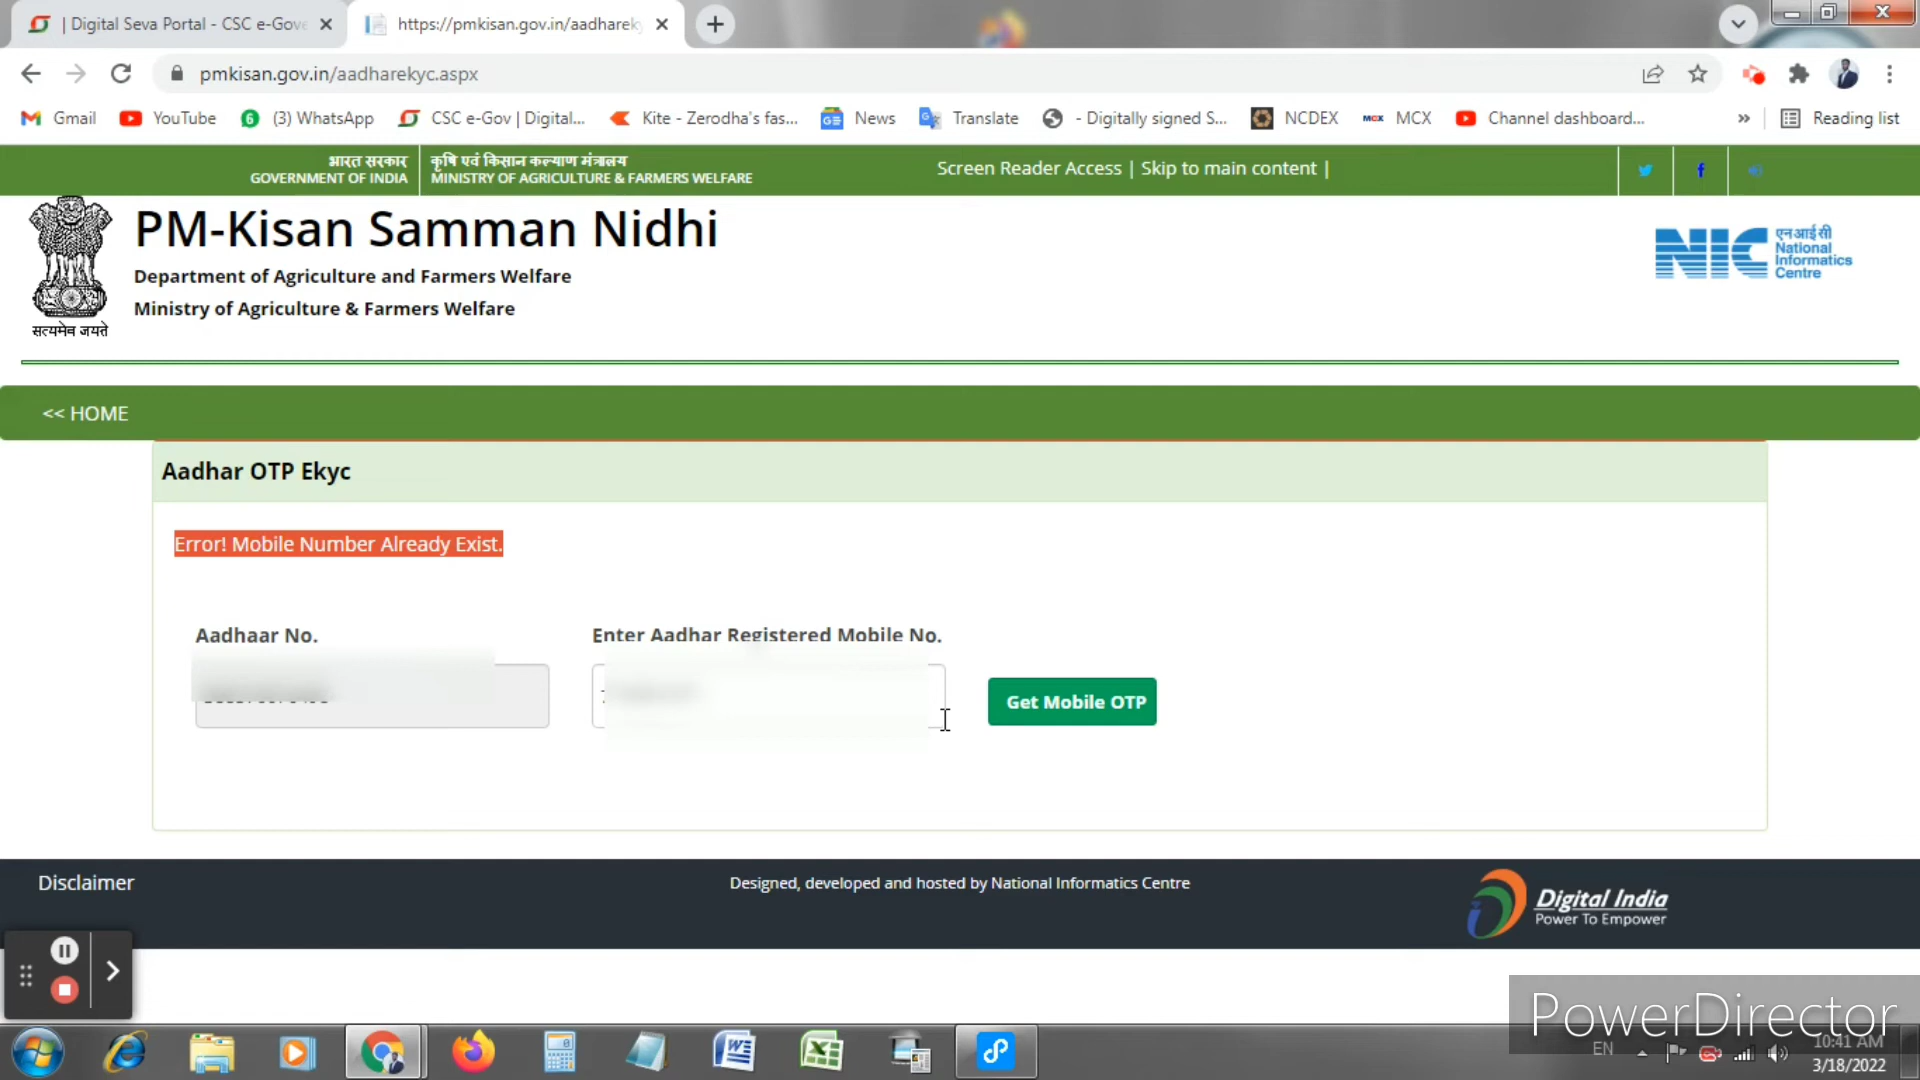 | Digital Seva Portal - CSC e-Gove
https://pmkisan.gov.in/aadhareky
pmkisan.gov.in/aadharekyc.aspx
Gmail
YouTube
(3) WhatsApp
CSC e-Gov | Digital...
Kite - Zerodha's fas...
News
Translate
- Digitally signed S...
NCDEX
MCX
MCX
Channel dashboard...
»
Reading list
भारत सरकार
GOVERNMENT OF INDIA
कृषि एवं किसान कल्याण मंत्रालय
MINISTRY OF AGRICULTURE & FARMERS WELFARE
Screen Reader Access | Skip to main content |
PM-Kisan Samman Nidhi
Department of Agriculture and Farmers Welfare
Ministry of Agriculture & Farmers Welfare
सत्यमेव जयते
NIC
एनआईसी
National
Informatics
Centre
<< HOME
Aadhar OTP Ekyc
Error! Mobile Number Already Exist.
Aadhaar No.
Enter Aadhar Registered Mobile No.
Get Mobile OTP
Disclaimer
Designed, developed and hosted by National Informatics Centre
Digital India
Power To Empower
PowerDirector
EN
10:41 AM
3/18/2022